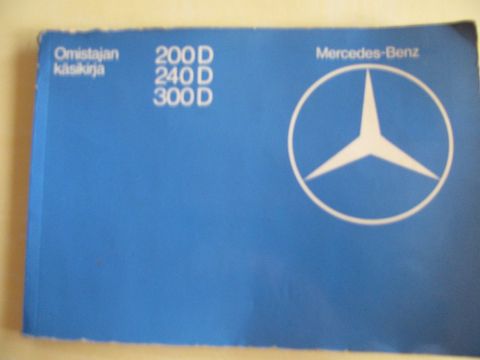 Omistajan
käsikirja
200 D
240 D
300 D
Mercedes-Benz